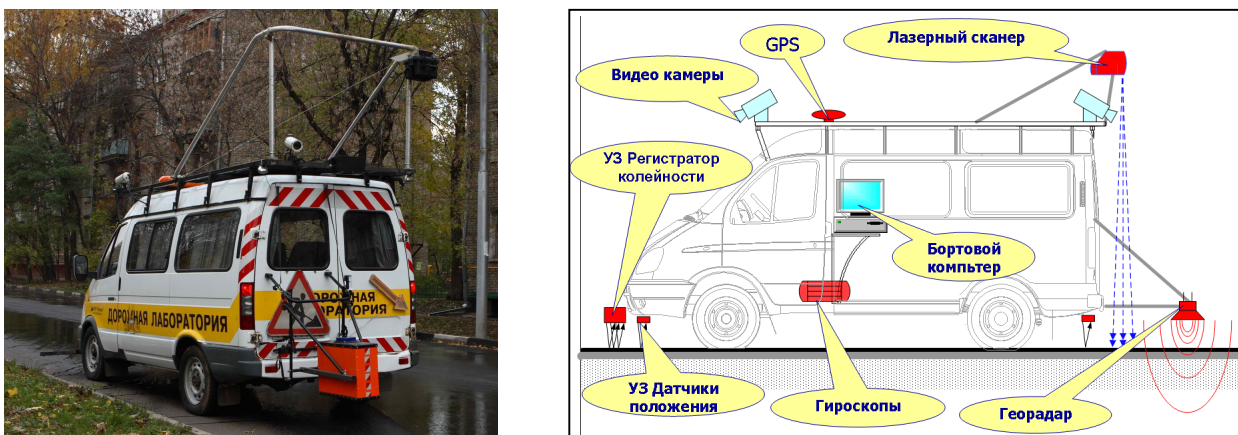 ДОРОЖНАЯ ЛАБОРАТОРИЯ
ДОРОЖНАЯ
ЛАБОРАТОРИЯ
GPS
Лазерный сканер
Видео камеры
УЗ Регистратор
колейности
Бортовой
компьтер
УЗ Датчики
положения
Гироскопы
Георадар